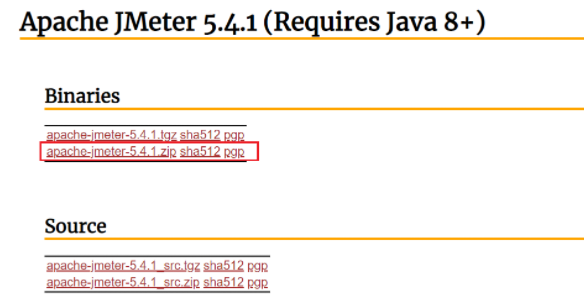 Apache JMeter 5.4.1 (Requires Java 8+)
Binaries
apache-jmeter-5.4.1.tgz sha512 pgp
apache-jmeter-5.4.1.zip sha512 pgp
Source
apache-jmeter-5.4.1_src.tgz sha512 pgp
apache-jmeter-5.4.1_src.zip sha512 pgp